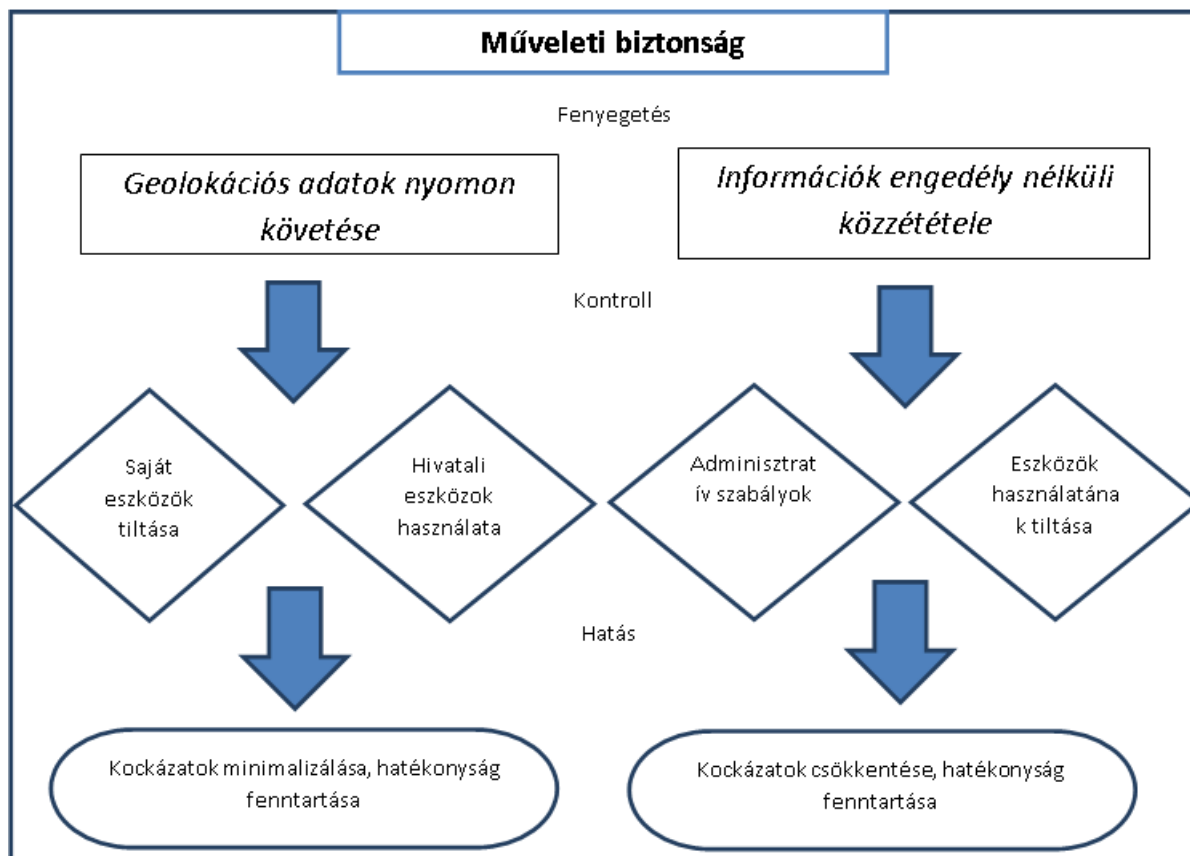 Műveleti biztonság
Fenyegetés
Geolokációs adatok nyomon
követése
Információk engedély nélküli
közzététele
Kontroll
Saját
eszközök
tiltása
Hivatali
eszközok
használata
Adminisztrat
ív szabályok
Eszközök
használatána
k tiltása
Hatás
Kockázatok minimalizálása, hatékonyság
fenntartása
Kockázatok csökkentése, hatékonyság
fenntartása